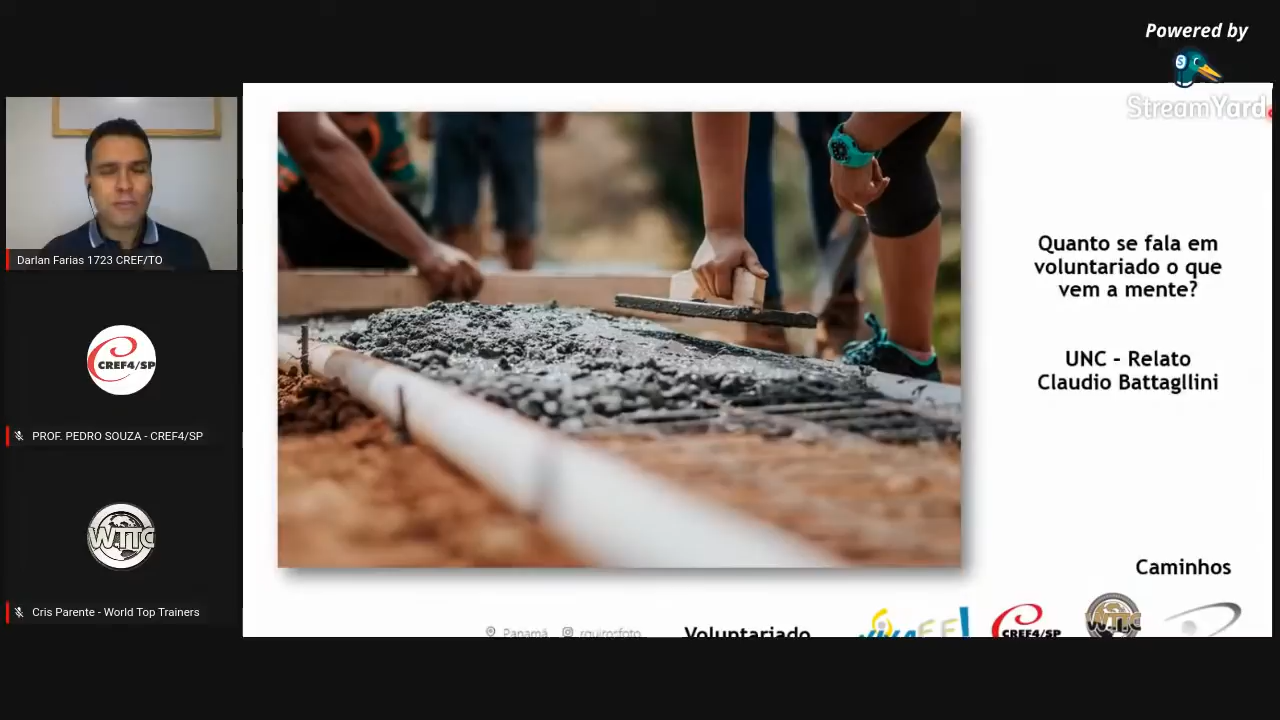 Powered by
StreamYard
Darlan Farias 1723 CREF/TO
CREF4/SP
PROF. PEDRO SOUZA - CREF4/SP
WTTC
Cris Parente - World Top Trainers
Quanto se fala em
voluntariado o que
vem a mente?
UNC - Relato
Claudio Battagllini
Caminhos
Panamá
rquirosfoto
Voluntariado
CREF4/SP
WTTC